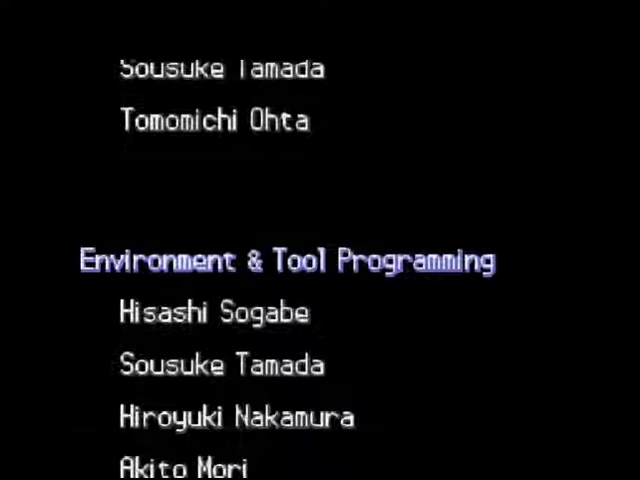 Sousuke Tamada
Tomomichi Ohta
Environment & Tool Programming
Hisashi Sogabe
Sousuke Tamada
Hiroyuki Nakamura
Akito Mori